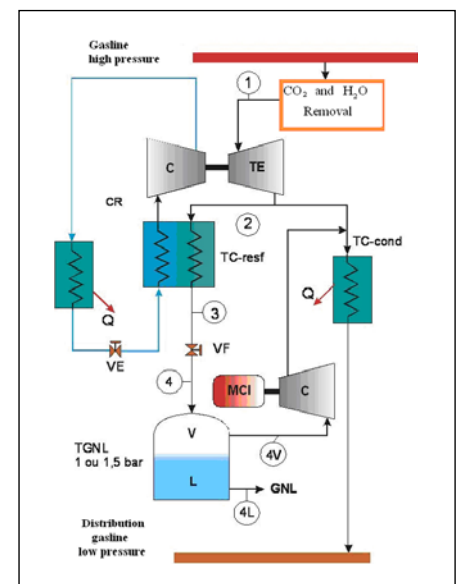 Gasline
high pressure
CO2 and H2O
Removal
1
C
TE
CR
2
TC-resf
TC-cond
Q
Q
3
VE
VF
4
MCI
C
V
TGNL
1 ou 1,5 bar
4V
L
GNL
4L
Distribution
gasline
low pressure